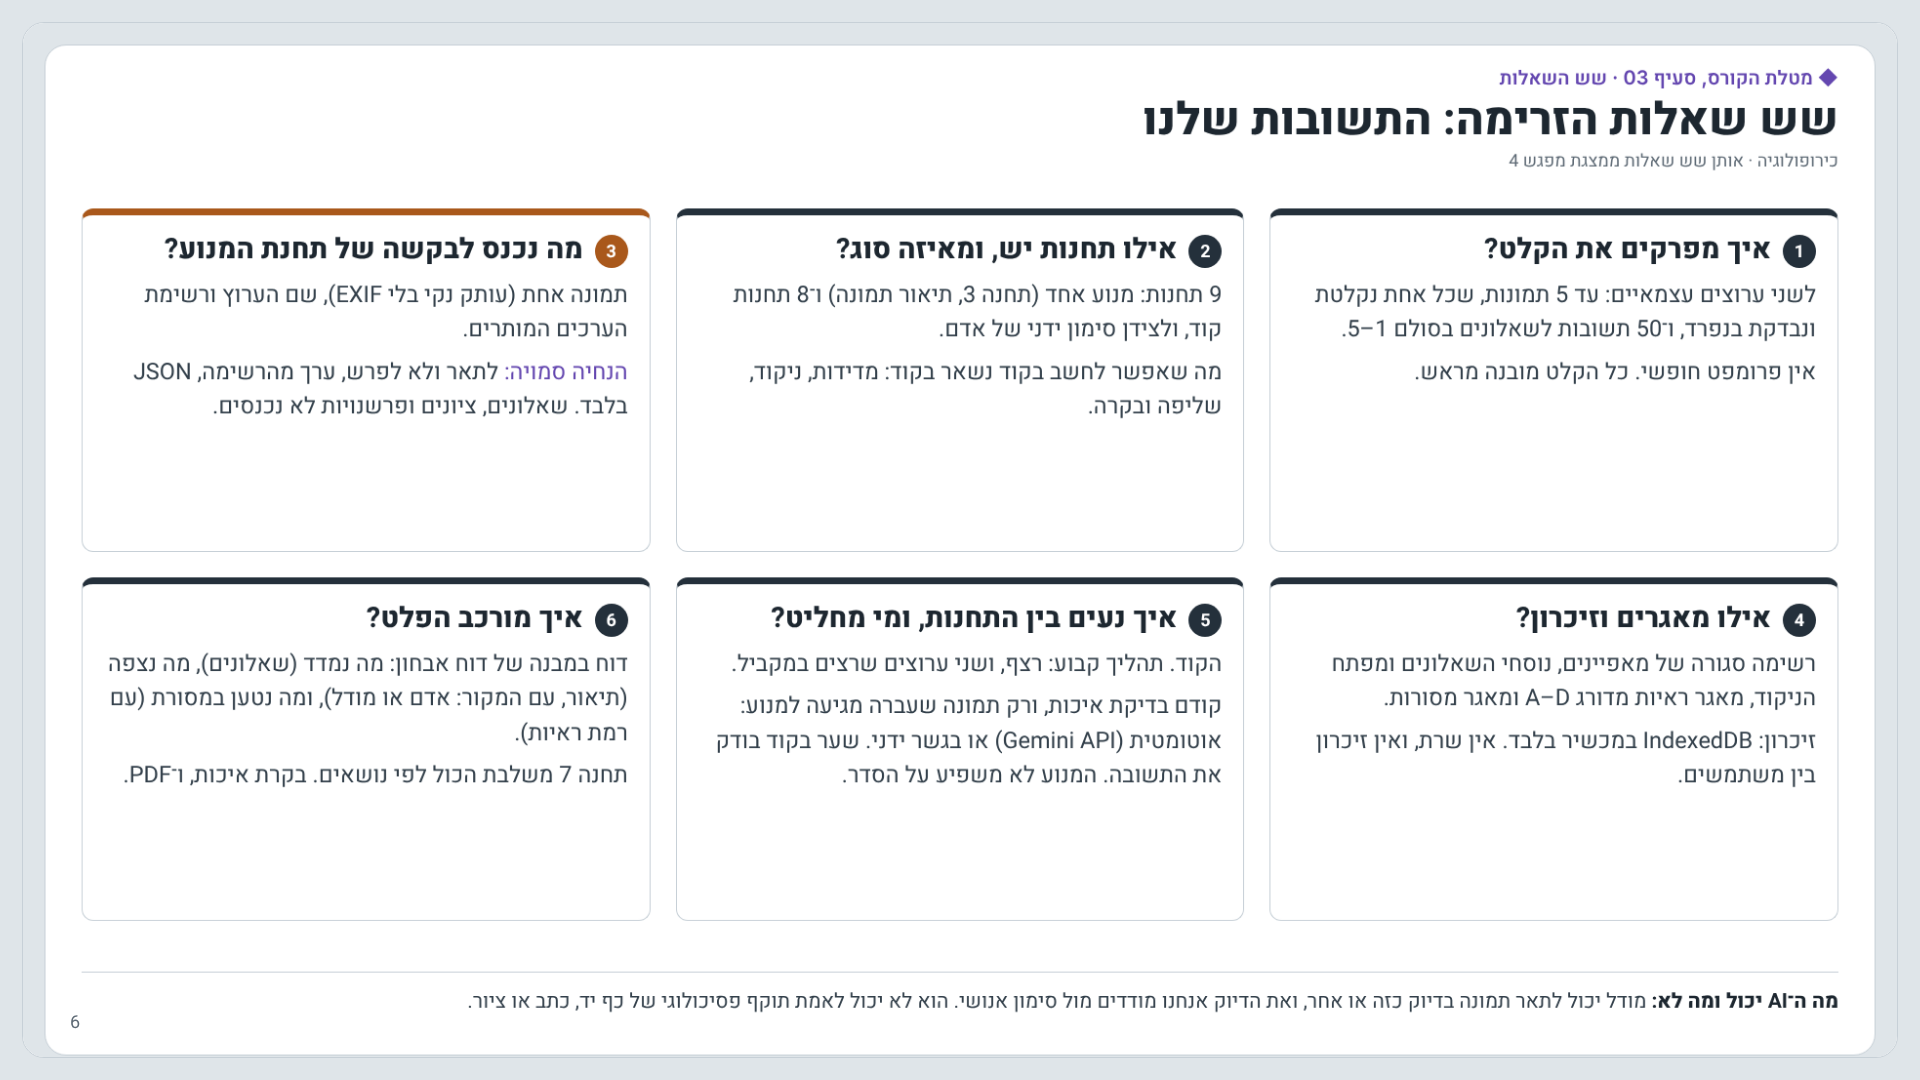 מטלת הקורס, סעיף 03 · שש השאלות
שש שאלות הזרימה: התשובות שלנו
כירופולוגיה · אותן שש שאלות ממצגת מפגש 4
1 איך מפרקים את הקלט?
לשני ערוצים עצמאיים: עד 5 תמונות, שכל אחת נקלטת
ונבדקת בנפרד, ו־50 תשובות לשאלונים בסולם 1–5.
אין פרומפט חופשי. כל הקלט מובנה מראש.
2 אילו תחנות יש, ומאיזה סוג?
9 תחנות: מנוע אחד (תחנה 3, תיאור תמונה) ו־8 תחנות
קוד, ולצידן סימון ידני של אדם.
מה שאפשר לחשב בקוד נשאר בקוד: מדידות, ניקוד,
שליפה ובקרה.
3 מה נכנס לבקשה של תחנת המנוע?
תמונה אחת (עותק נקי בלי EXIF), שם הערוץ ורשימת
הערכים המותרים.
הנחיה סמויה: לתאר ולא לפרש, ערך מהרשימה, JSON
בלבד. שאלונים, ציונים ופרשנויות לא נכנסים.
4 אילו מאגרים וזיכרון?
רשימה סגורה של מאפיינים, נוסחי השאלונים ומפתח
הניקוד, מאגר ראיות מדורג A–D ומאגר מסורות.
זיכרון: IndexedDB במכשיר בלבד. אין שרת, ואין זיכרון
בין משתמשים.
5 איך נעים בין התחנות, ומי מחליט?
הקוד. תהליך קבוע: רצף, ושני ערוצים שרצים במקביל.
קודם בדיקת איכות, ורק תמונה שעברה מגיעה למנוע:
אוטומטית (Gemini API) או בגשר ידני. שער בקוד בודק
את התשובה. המנוע לא משפיע על הסדר.
6 איך מורכב הפלט?
דוח במבנה של דוח אבחון: מה נמדד (שאלונים), מה נצפה
(תיאור, עם המקור: אדם או מודל), ומה נטען במסורת (עם
רמת ראיות).
תחנה 7 משלבת הכול לפי נושאים. בקרת איכות, ו־PDF.
מה ה־AI יכול ומה לא: מודל יכול לתאר תמונה בדיוק כזה או אחר, ואת הדיוק אנחנו מודדים מול סימון אנושי. הוא לא יכול לאמת תוקף פסיכולוגי של כף יד, כתב או ציור.
6